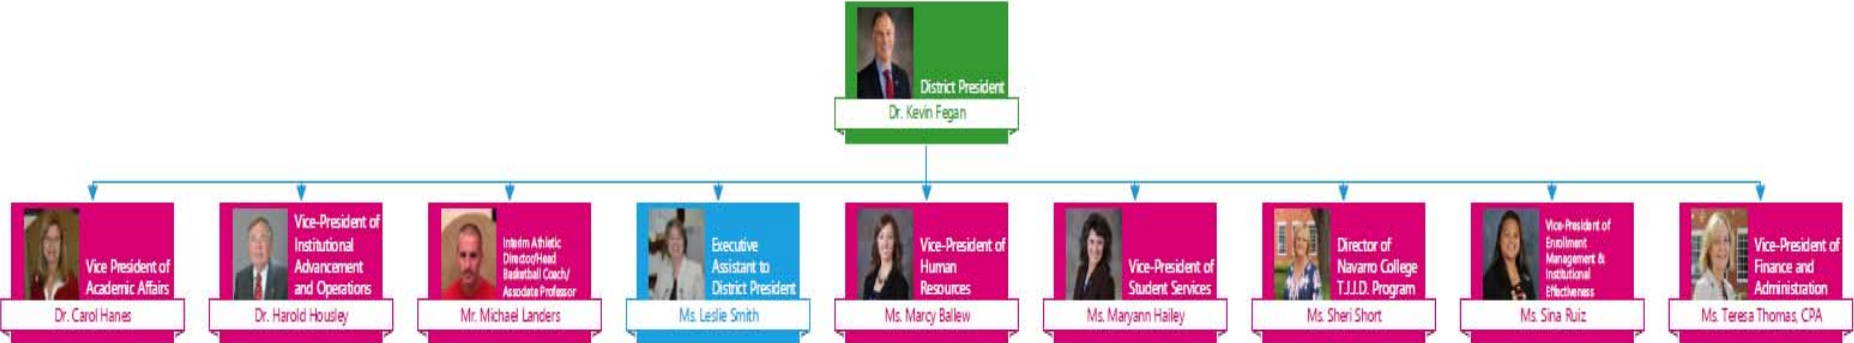 District President
Dr. Kevin Fegan
Vice President of
Academic Affairs
Dr. Carol Hanes
Vice-President of
Institutional
Advancement
and Operations
Dr. Harold Housley
Interim Athletic
Director/Head
Basketball Coach/
Associate Professor
Mr. Michael Landers
Executive
Assistant to
District President
Ms. Leslie Smith
Vice-President of
Human
Resources
Ms. Marcy Ballew
Vice-President of
Student Services
Ms. Maryann Hailey
Director of
Navarro College
T.J.J.D. Program
Ms. Sheri Short
Vice-President of
Enrollment
Management &
Institutional
Effectiveness
Ms. Sina Ruiz
Vice-President of
Finance and
Administration
Ms. Teresa Thomas, CPA